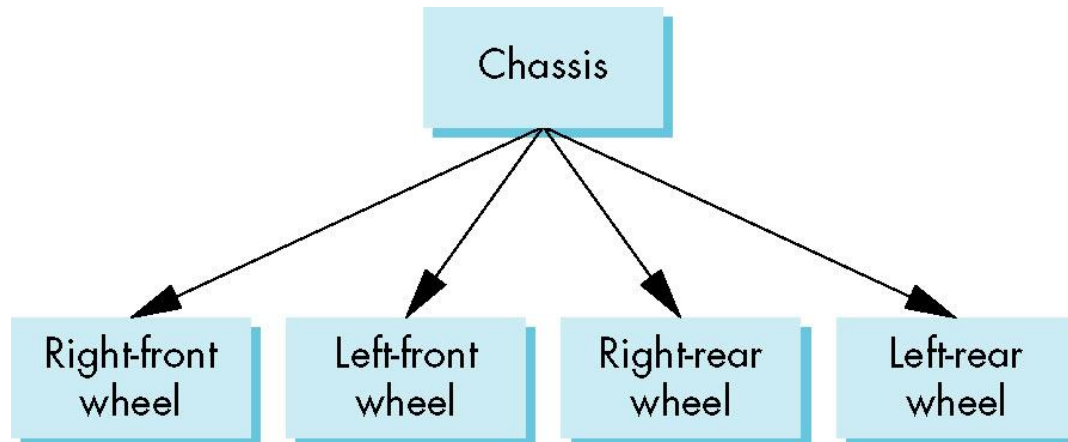 Chassis
Right-front
wheel
Left-front
wheel
Right-rear
wheel
Left-rear
wheel